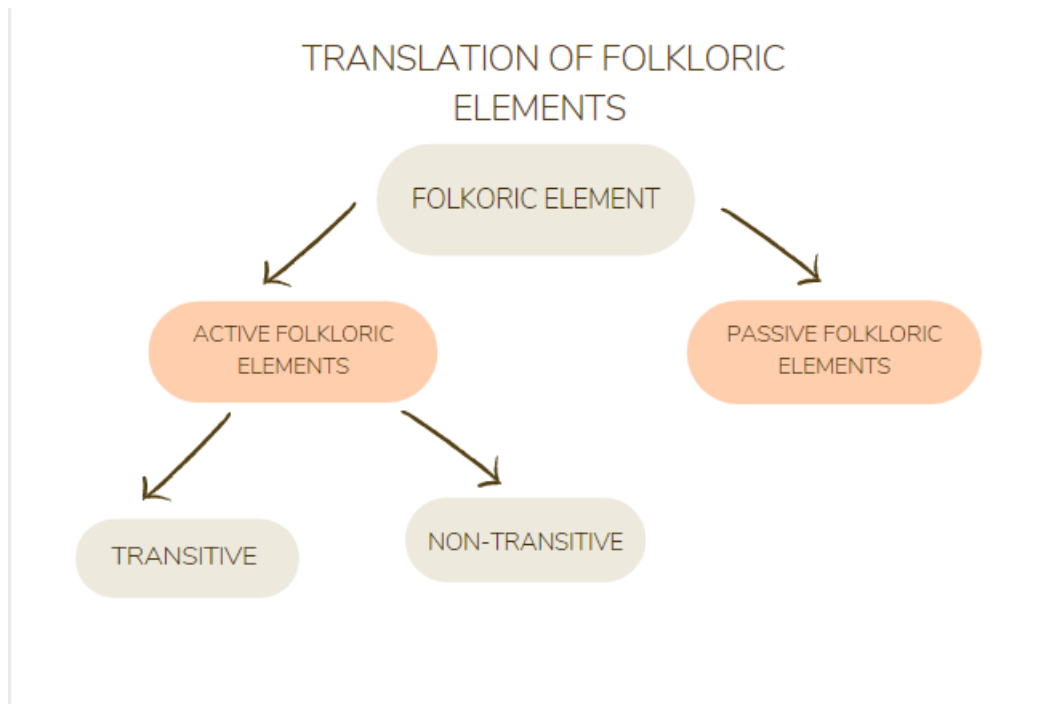 TRANSLATION OF FOLKLORIC
ELEMENTS
FOLKORIC ELEMENT
ACTIVE FOLKLORIC
ELEMENTS
PASSIVE FOLKLORIC
ELEMENTS
TRANSITIVE
NON-TRANSITIVE